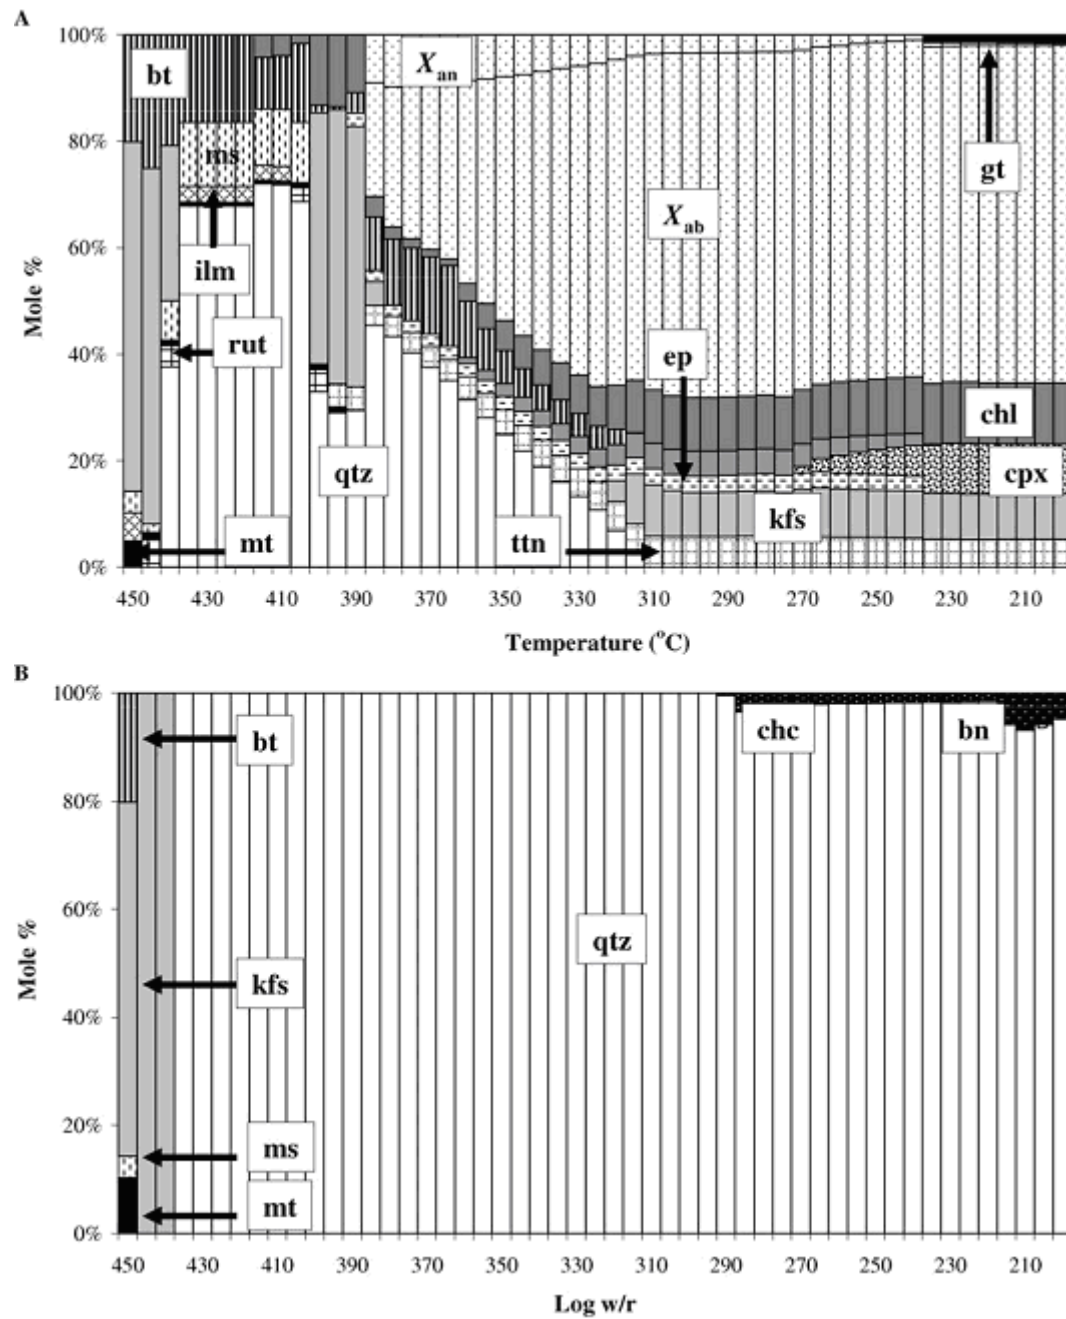 A
100%
80%
60%
40%
20%
0%
Mole %
bt
X an
ms
gt
X ab
ilm
rut
ep
chl
qtz
cpx
kfs
mt
ttn
450 430 410 390 370 350 330 310 290 270 250 230 210
Temperature (°C)
B
100%
80%
60%
40%
20%
0%
Mole %
bt
chc
bn
qtz
kfs
ms
mt
450 430 410 390 370 350 330 310 290 270 250 230 210
Log w/r